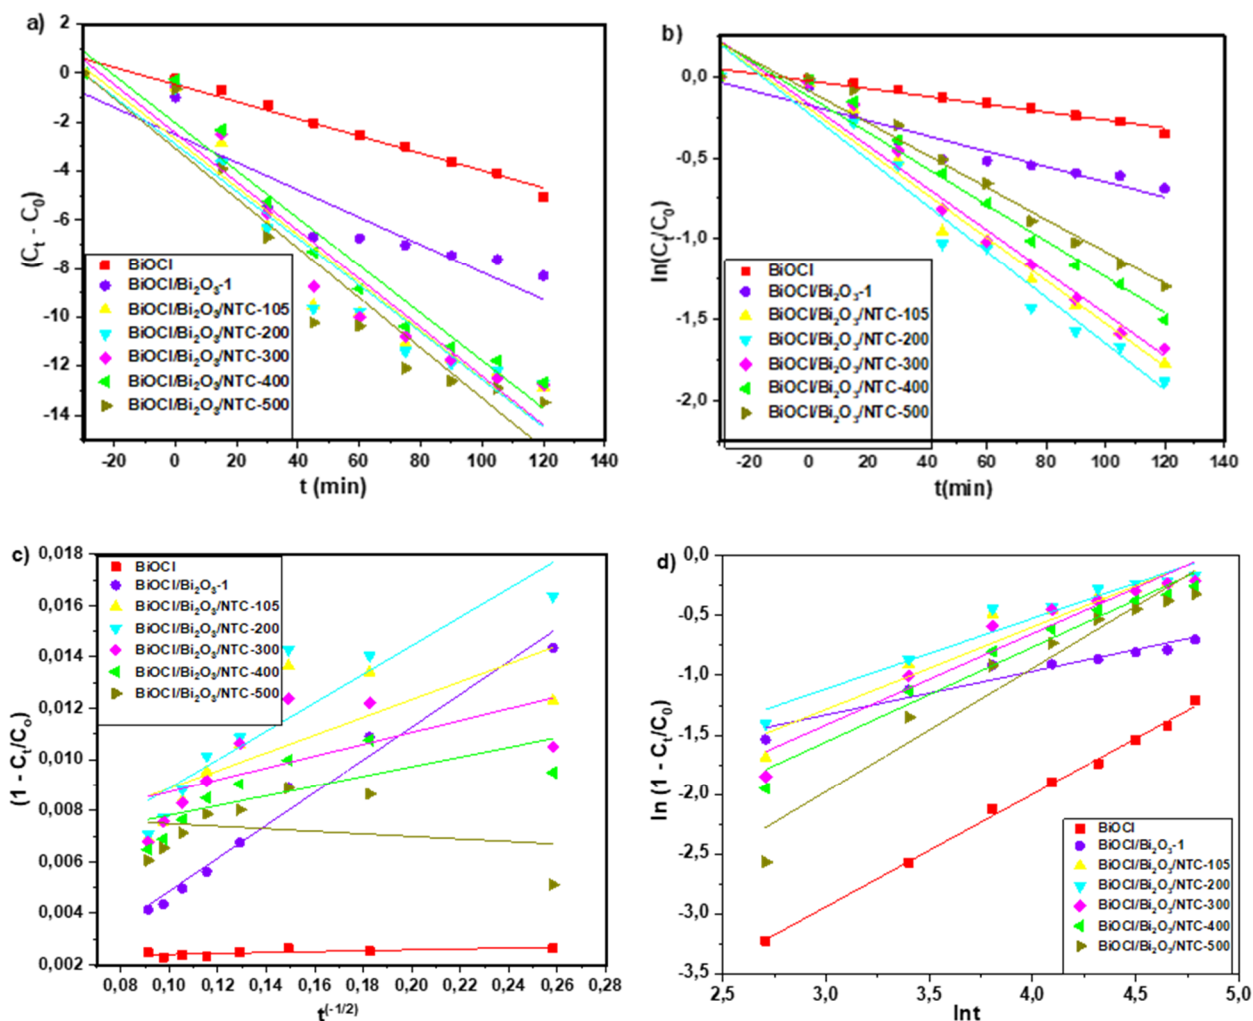 a)
2
0
-2
-4
-6
-8
-10
-12
-14
(Cₜ - C₀)
BiOCl
BiOCl/Bi₂O₃-1
BiOCl/Bi₂O₃/NTC-105
BiOCl/Bi₂O₃/NTC-200
BiOCl/Bi₂O₃/NTC-300
BiOCl/Bi₂O₃/NTC-400
BiOCl/Bi₂O₃/NTC-500
-20 0 20 40 60 80 100 120 140
t (min)
b)
0,0
-0,5
-1,0
-1,5
-2,0
ln(Cₜ/C₀)
BiOCl
BiOCl/Bi₂O₃-1
BiOCl/Bi₂O₃/NTC-105
BiOCl/Bi₂O₃/NTC-200
BiOCl/Bi₂O₃/NTC-300
BiOCl/Bi₂O₃/NTC-400
BiOCl/Bi₂O₃/NTC-500
-20 0 20 40 60 80 100 120 140
t(min)
c)
0,018
0,016
0,014
0,012
0,010
0,008
0,006
0,004
0,002
(1 - Cₜ/Cₒ)
BiOCl
BiOCl/Bi₂O₃-1
BiOCl/Bi₂O₃/NTC-105
BiOCl/Bi₂O₃/NTC-200
BiOCl/Bi₂O₃/NTC-300
BiOCl/Bi₂O₃/NTC-400
BiOCl/Bi₂O₃/NTC-500
0,08 0,10 0,12 0,14 0,16 0,18 0,20 0,22 0,24 0,26 0,28
t⁽⁻¹/²⁾
d)
0,0
-0,5
-1,0
-1,5
-2,0
-2,5
-3,0
-3,5
ln (1 - Cₜ/C₀)
BiOCl
BiOCl/Bi₂O₃-1
BiOCl/Bi₂O₃/NTC-105
BiOCl/Bi₂O₃/NTC-200
BiOCl/Bi₂O₃/NTC-300
BiOCl/Bi₂O₃/NTC-400
BiOCl/Bi₂O₃/NTC-500
2,5 3,0 3,5 4,0 4,5 5,0
lnt